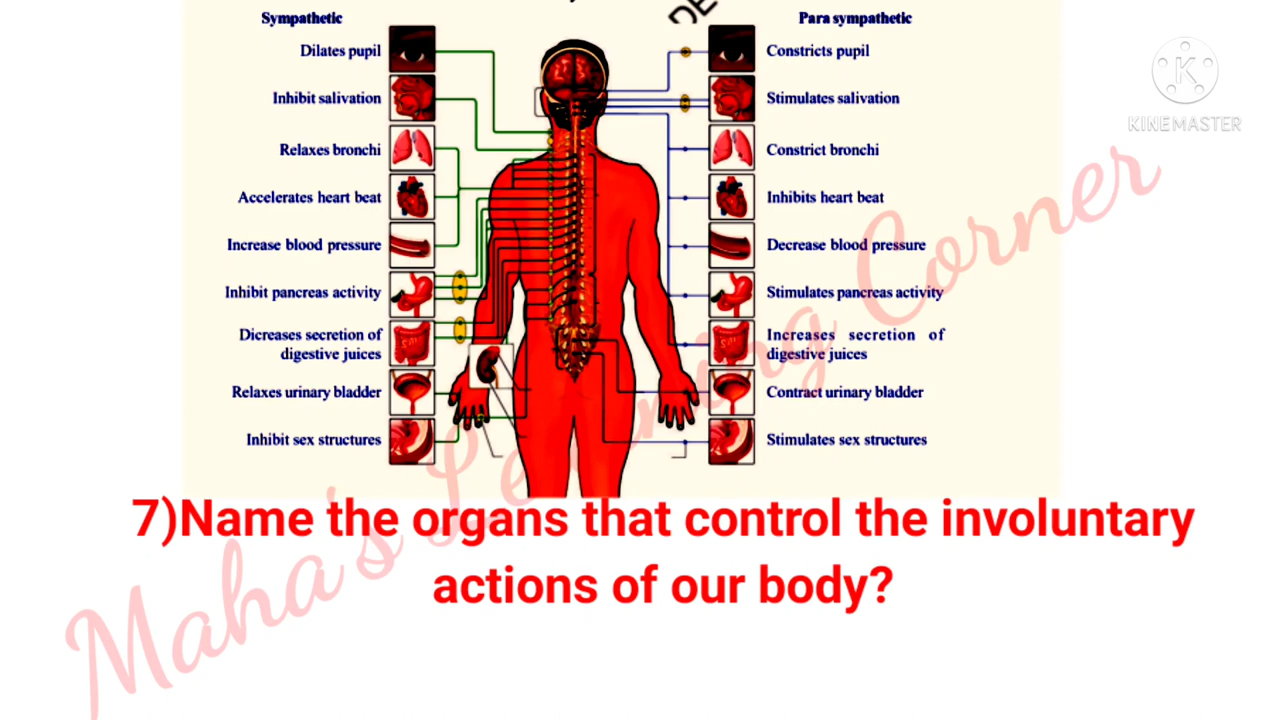 Sympathetic
Para sympathetic
Dilates pupil
Constricts pupil
Inhibit salivation
Stimulates salivation
Relaxes bronchi
Constrict bronchi
Accelerates heart beat
Inhibits heart beat
Increase blood pressure
Decrease blood pressure
Inhibit pancreas activity
Stimulates pancreas activity
Dicreases secretion of
digestive juices
Increases secretion of
digestive juices
Relaxes urinary bladder
Contract urinary bladder
Inhibit sex structures
Stimulates sex structures
K
KINEMASTER
Maha's Learning Corner
7)Name the organs that control the involuntary
actions of our body?